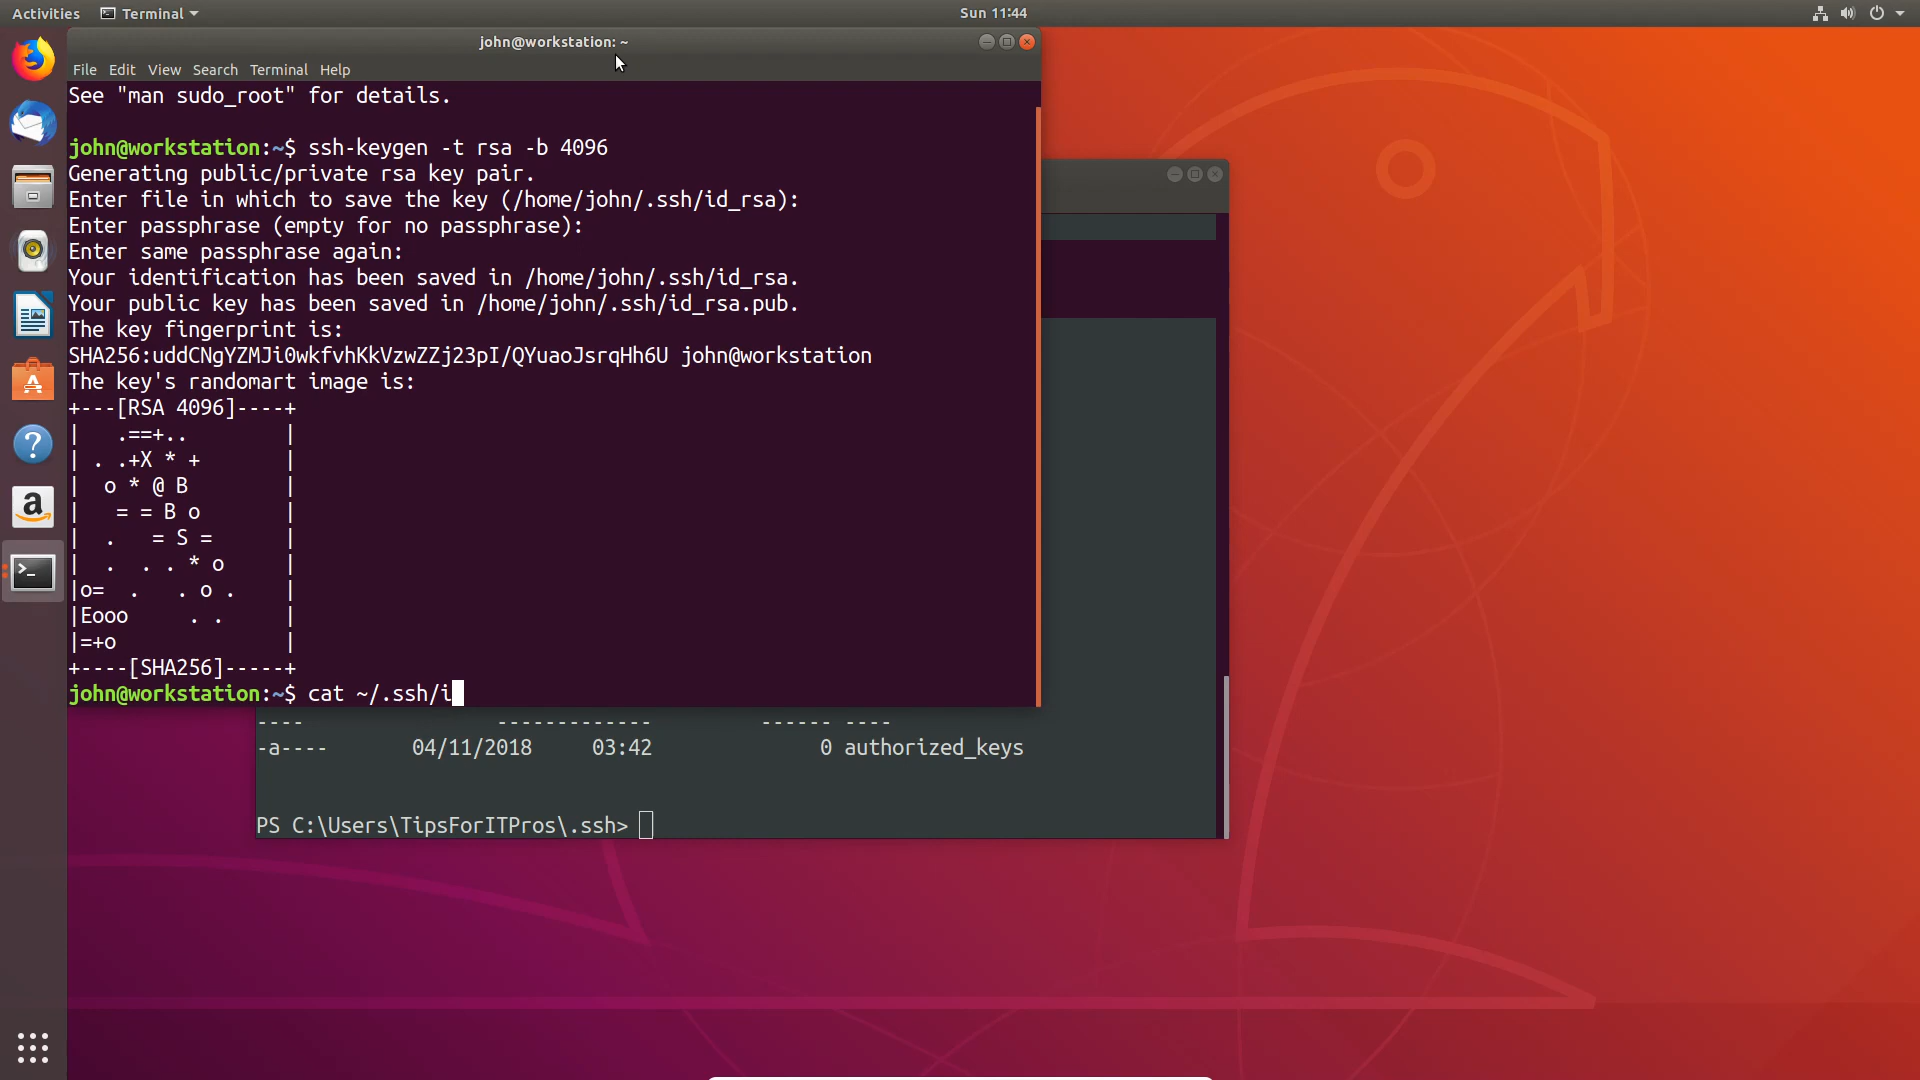 Activities Terminal Sun 11:44
john@workstation: ~
File Edit View Search Terminal Help
See "man sudo_root" for details.
john@workstation:~$ ssh-keygen -t rsa -b 4096
Generating public/private rsa key pair.
Enter file in which to save the key (/home/john/.ssh/id_rsa):
Enter passphrase (empty for no passphrase):
Enter same passphrase again:
Your identification has been saved in /home/john/.ssh/id_rsa.
Your public key has been saved in /home/john/.ssh/id_rsa.pub.
The key fingerprint is:
SHA256:uddCNgYZMJi0wkfvhKkVzwZZj23pI/QYuaoJsrqHh6U john@workstation
The key's randomart image is:
+---[RSA 4096]----+
|   .==+..        |
| . .+X * +       |
|  o * @ B        |
|   = = B o       |
|  .   = S =      |
|  .  . . * o     |
|o=  .   . o .    |
|Eooo     . .     |
|=+o              |
+----[SHA256]-----+
john@workstation:~$ cat ~/.ssh/i
----                -------------         ------ ----
-a----       04/11/2018     03:42              0 authorized_keys
PS C:\Users\TipsForITPros\.ssh>